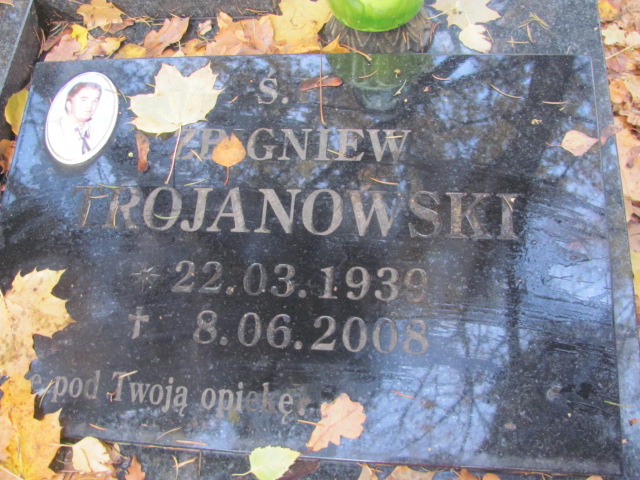 Ś.
ZBIGNIEW
TROJANOWSKI
* 22.03.1939
† 8.06.2008
pod Twoją opiekę